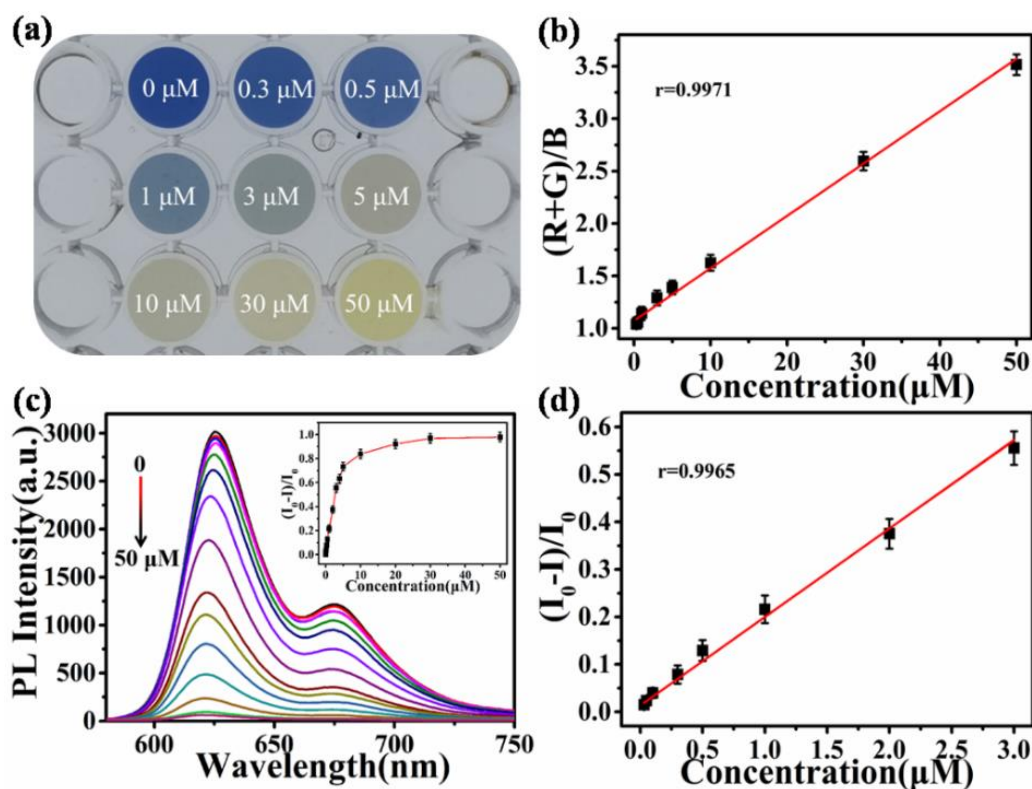 (a)
0 μM
0.3 μM
0.5 μM
1 μM
3 μM
5 μM
10 μM
30 μM
50 μM
(b)
r=0.9971
(R+G)/B
3.5
3.0
2.5
2.0
1.5
1.0
0
10
20
30
40
50
Concentration(μM)
(c)
PL Intensity(a.u.)
3000
2500
2000
1500
1000
500
0
0
50 μM
600
650
700
750
Wavelength(nm)
(I₀-I)/I₀
1.0
0.8
0.6
0.4
0.2
0.0
0
10
20
30
40
50
Concentration(μM)
(d)
r=0.9965
(I₀-I)/I₀
0.6
0.5
0.4
0.3
0.2
0.1
0.0
0.0
0.5
1.0
2.0
3.0
Concentration(μM)